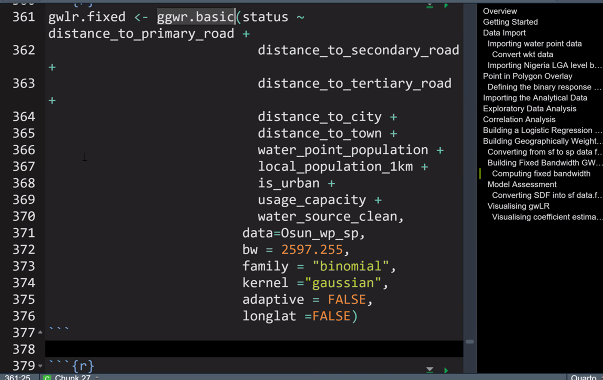 361 gwlr.fixed <- ggwr.basic(status ~
distance_to_primary_road +
362 distance_to_secondary_road
+
363 distance_to_tertiary_road
+
364 distance_to_city +
365 distance_to_town +
366 water_point_population +
367 local_population_1km +
368 is_urban +
369 usage_capacity +
370 water_source_clean,
371 data=Osun_wp_sp,
372 bw = 2597.255,
373 family = "binomial",
374 kernel ="gaussian",
375 adaptive = FALSE,
376 longlat =FALSE)
377 ```
378
379 ```{r}
361:25 Chunk 27
Quarto
Overview
Getting Started
Data Import
Importing water point data
Convert wkt data
Importing Nigeria LGA level b...
Point in Polygon Overlay
Defining the binary response ...
Importing the Analytical Data
Exploratory Data Analysis
Correlation Analysis
Building a Logistic Regression ...
Building Geographically Weight...
Converting from sf to sp data f...
Building Fixed Bandwidth GW...
Computing fixed bandwidth
Model Assessment
Converting SDF into sf data.f...
Visualising gwLR
Visualising coefficient estima...